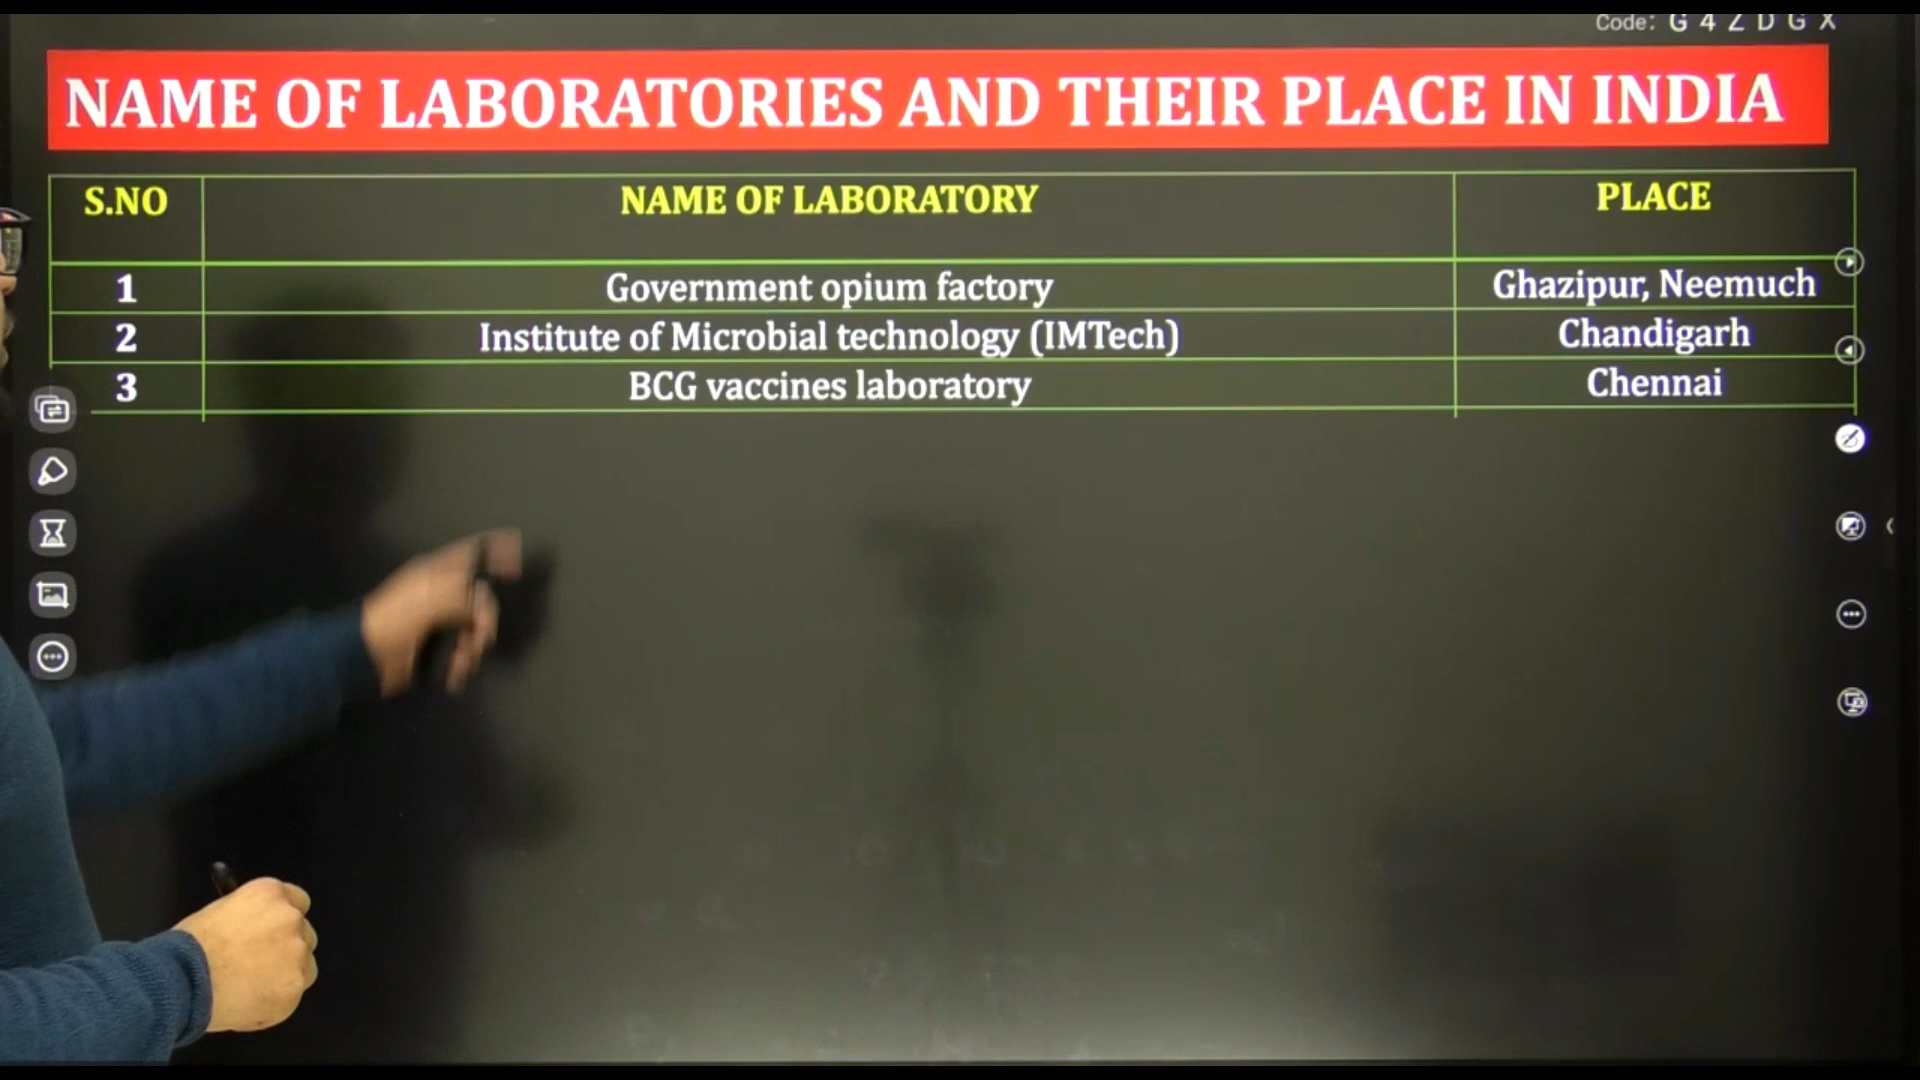 Code: G 4 Z D G X
NAME OF LABORATORIES AND THEIR PLACE IN INDIA
S.NO NAME OF LABORATORY PLACE
1 Government opium factory Ghazipur, Neemuch
2 Institute of Microbial technology (IMTech) Chandigarh
3 BCG vaccines laboratory Chennai